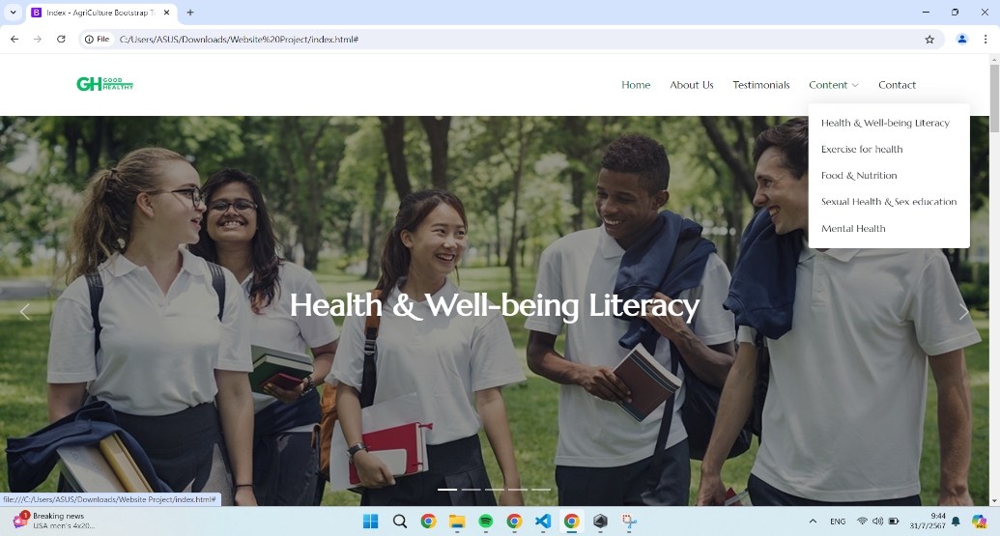 Index - AgriCulture Bootstrap Te
File
C:/Users/ASUS/Downloads/Website%20Project/index.html#
GH GOOD HEALTHY
Home
About Us
Testimonials
Content
Contact
Health & Well-being Literacy
Exercise for health
Food & Nutrition
Sexual Health & Sex education
Mental Health
Health & Well-being Literacy
file:///C:/Users/ASUS/Downloads/Website Project/index.html#
1
Breaking news
USA men's 4x20...
ENG
9:44
31/7/2567